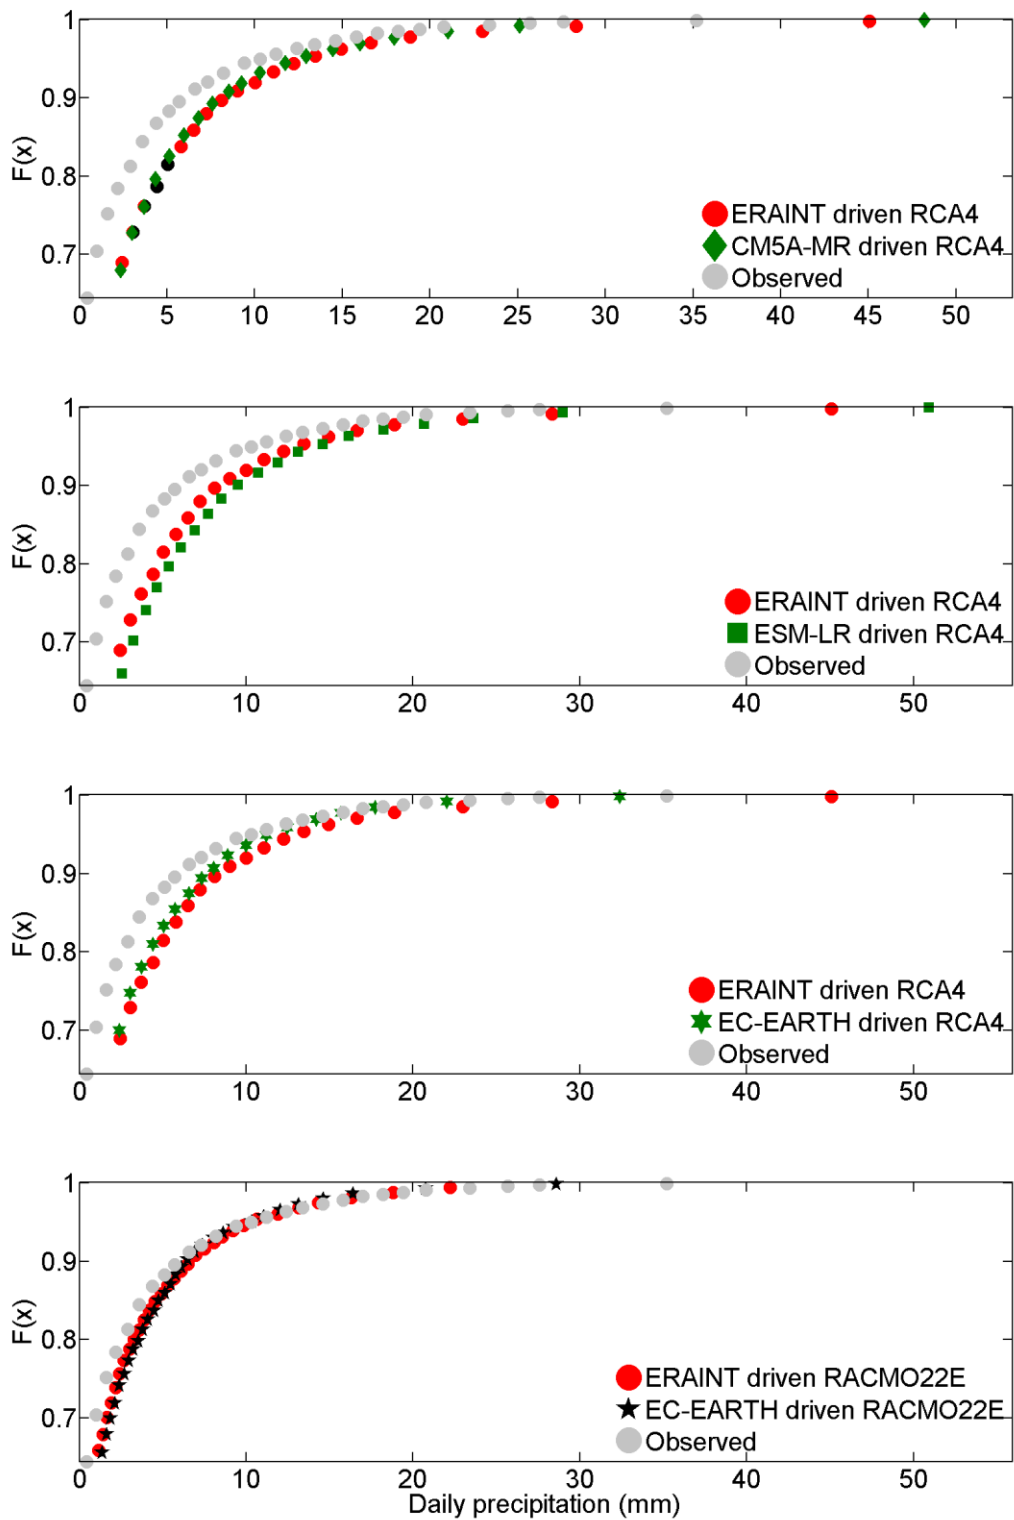 1
0.9
0.8
0.7
F(x)
ERAINT driven RCA4
CM5A-MR driven RCA4
Observed
0 5 10 15 20 25 30 35 40 45 50
1
0.9
0.8
0.7
F(x)
ERAINT driven RCA4
ESM-LR driven RCA4
Observed
0 10 20 30 40 50
1
0.9
0.8
0.7
F(x)
ERAINT driven RCA4
EC-EARTH driven RCA4
Observed
0 10 20 30 40 50
1
0.9
0.8
0.7
F(x)
ERAINT driven RACMO22E
EC-EARTH driven RACMO22E
Observed
0 10 20 30 40 50
Daily precipitation (mm)